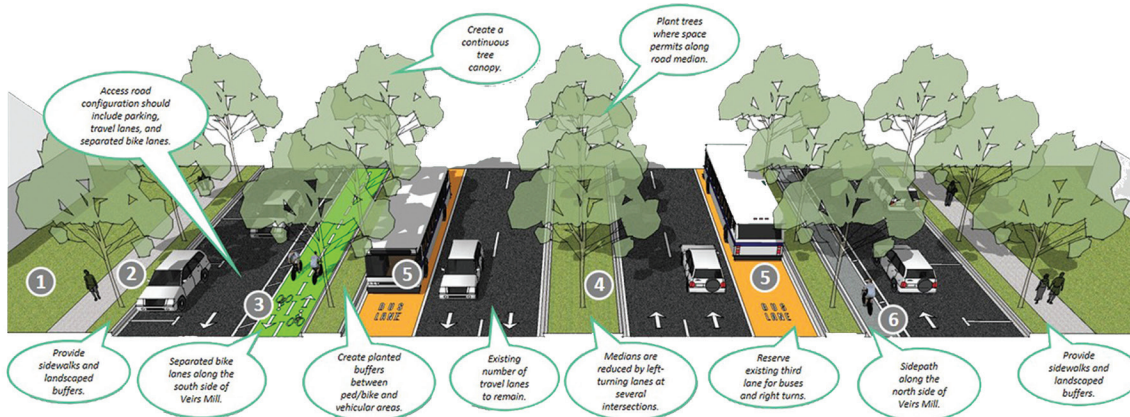 Create a
continuous
tree
canopy.
Plant trees
where space
permits along
road median.
Access road
configuration should
include parking,
travel lanes, and
separated bike lanes.
1
2
3
5
4
5
6
BUS
LANE
BUS
LANE
Provide
sidewalks and
landscaped
buffers.
Separated bike
lanes along the
south side of
Veirs Mill.
Create planted
buffers
between
ped/bike and
vehicular areas.
Existing
number of
travel lanes
to remain.
Medians are
reduced by left-
turning lanes at
several
intersections.
Reserve
existing third
lane for buses
and right turns.
Sidepath
along the
north side of
Veirs Mill.
Provide
sidewalks and
landscaped
buffers.